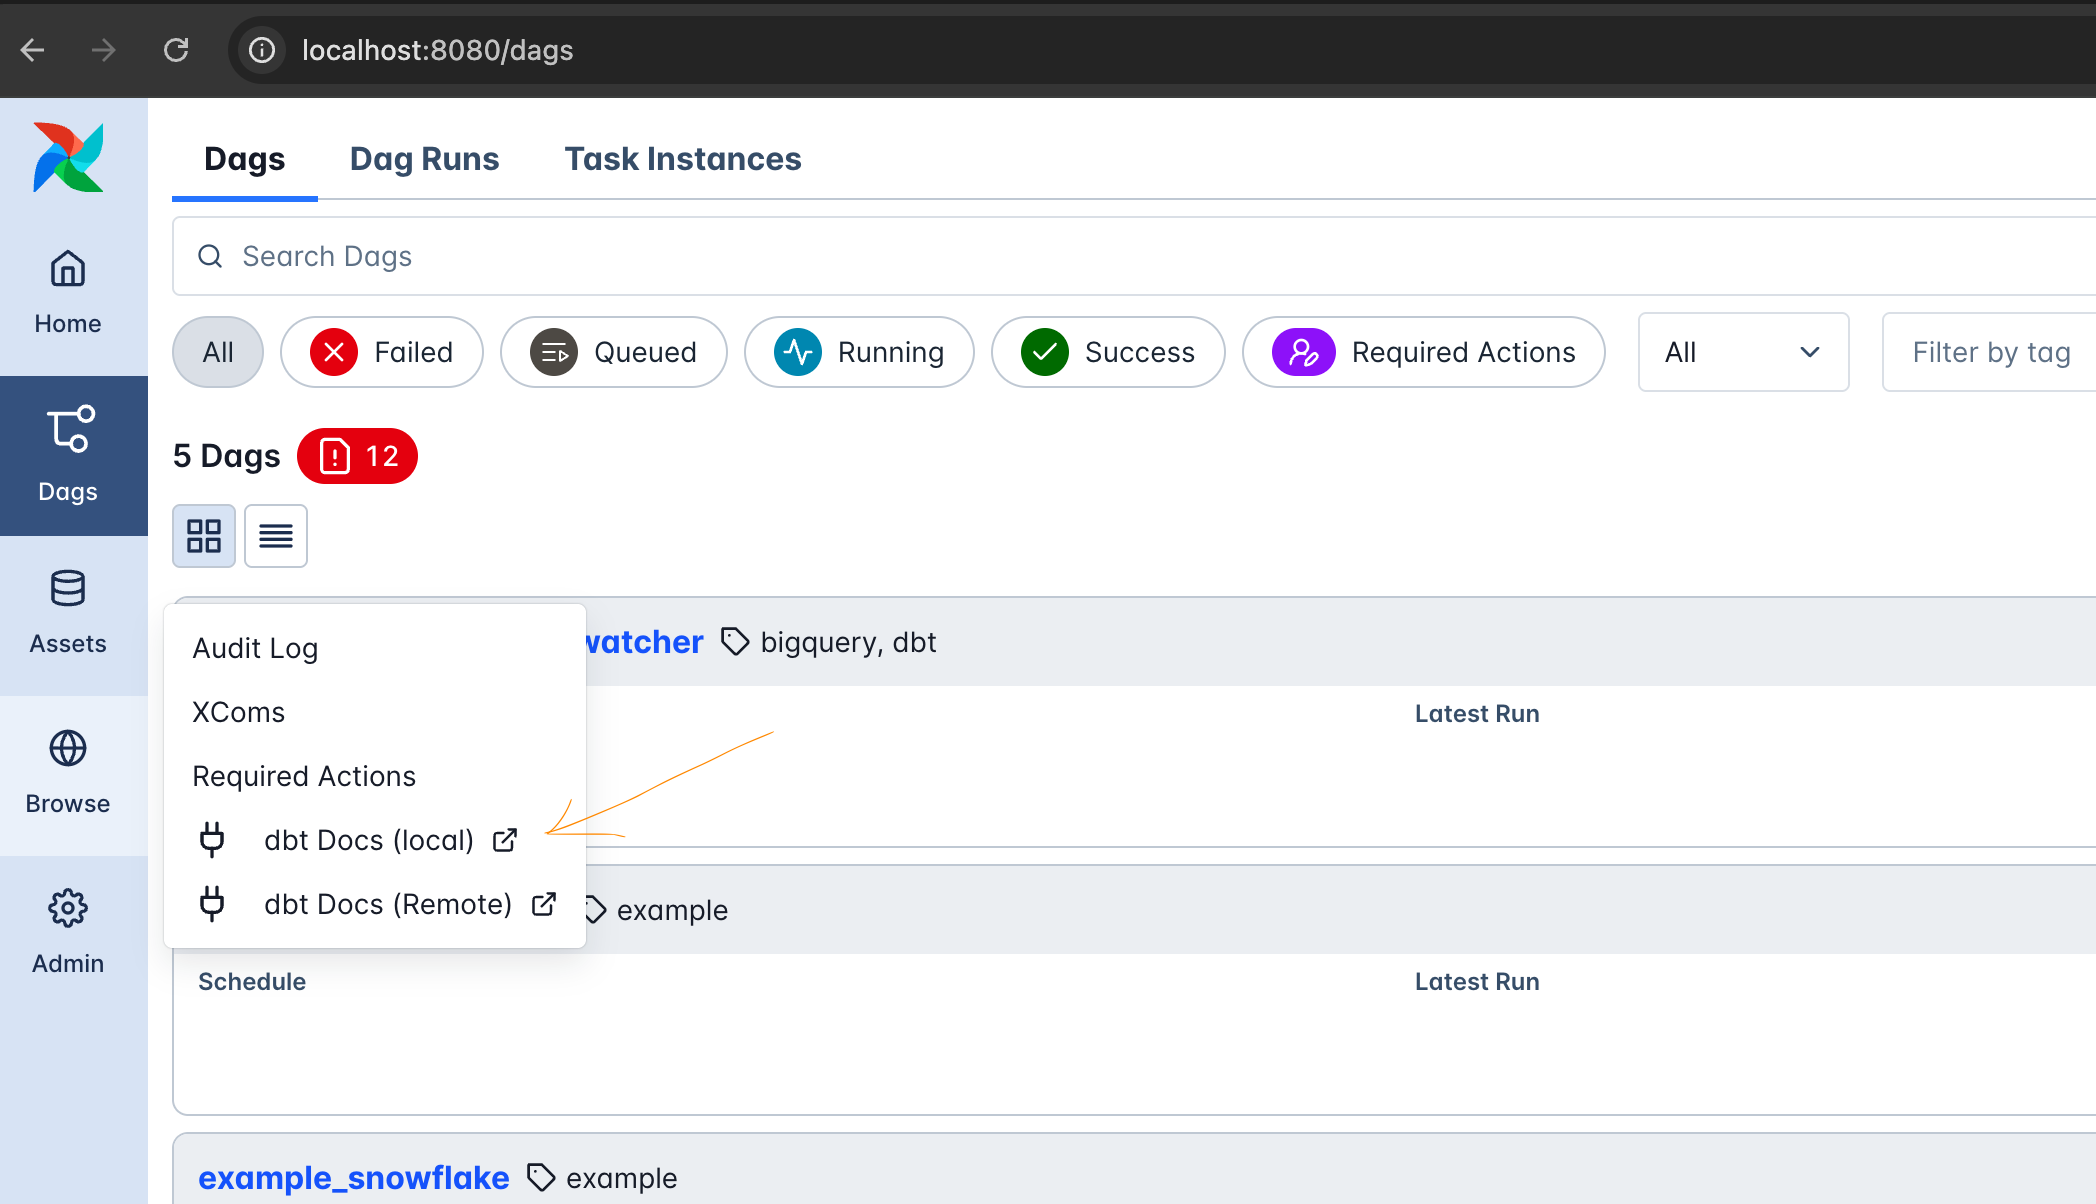 localhost:8080/dags
Dags Dag Runs Task Instances
Search Dags
All Failed Queued Running Success Required Actions All Filter by tag
5 Dags 12
Home
Dags
Assets
Browse
Admin
Audit Log
XComs
Required Actions
dbt Docs (local)
dbt Docs (Remote)
watcher bigquery, dbt
Latest Run
example
Schedule Latest Run
example_snowflake example